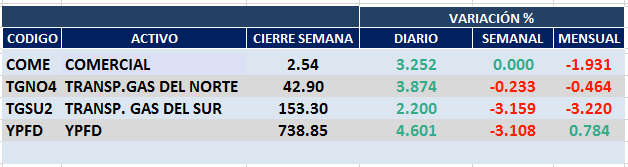 VARIACIÓN %
CODIGO ACTIVO CIERRE SEMANA DIARIO SEMANAL MENSUAL
COME COMERCIAL 2.54 3.252 0.000 -1.931
TGNO4 TRANSP.GAS DEL NORTE 42.90 3.874 -0.233 -0.464
TGSU2 TRANSP. GAS DEL SUR 153.30 2.200 -3.159 -3.220
YPFD YPFD 738.85 4.601 -3.108 0.784